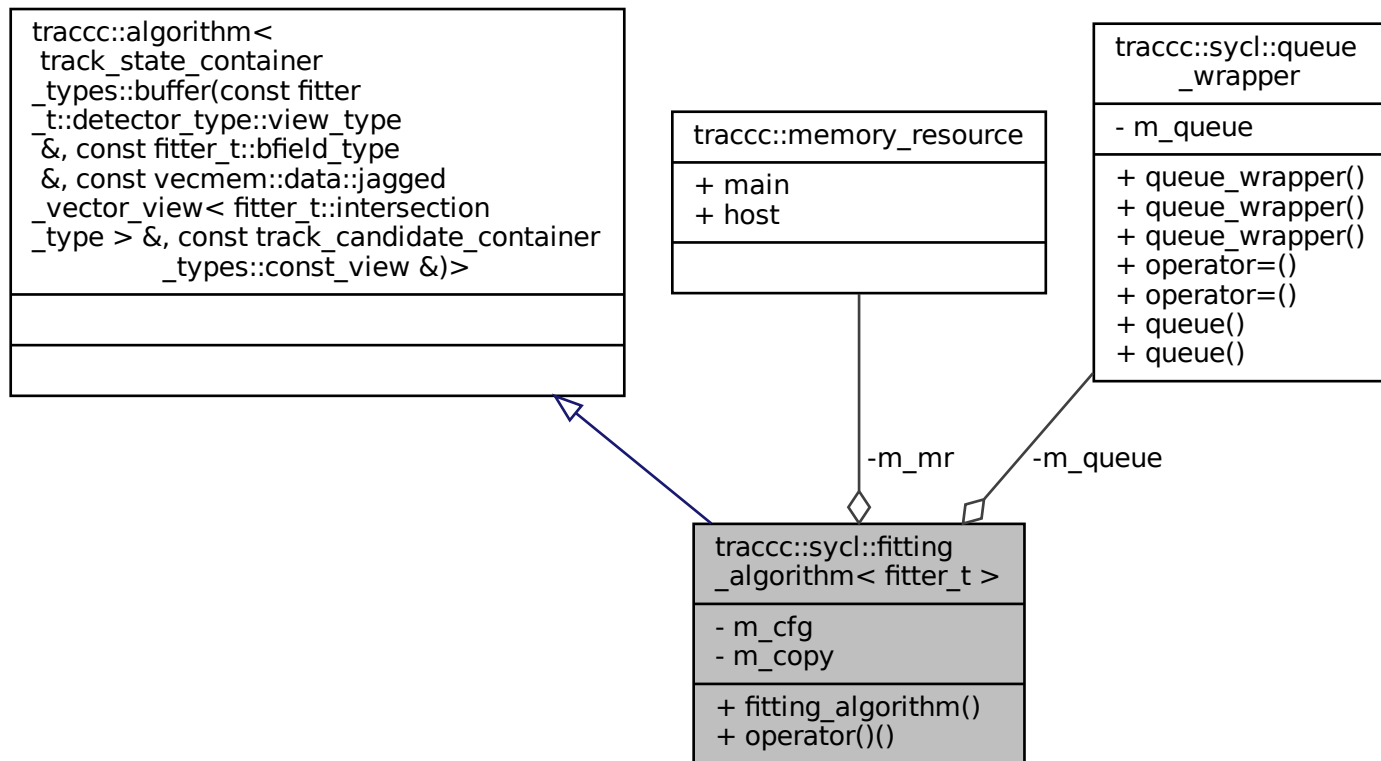 traccc::algorithm<
track_state_container
_types::buffer(const fitter
_t::detector_type::view_type
&, const fitter_t::bfield_type
&, const vecmem::data::jagged
_vector_view< fitter_t::intersection
_type > &, const track_candidate_container
_types::const_view &)>
traccc::memory_resource
+ main
+ host
traccc::sycl::queue
_wrapper
- m_queue
+ queue_wrapper()
+ queue_wrapper()
+ queue_wrapper()
+ operator=()
+ operator=()
+ queue()
+ queue()
-m_mr
-m_queue
traccc::sycl::fitting
_algorithm< fitter_t >
- m_cfg
- m_copy
+ fitting_algorithm()
+ operator()()